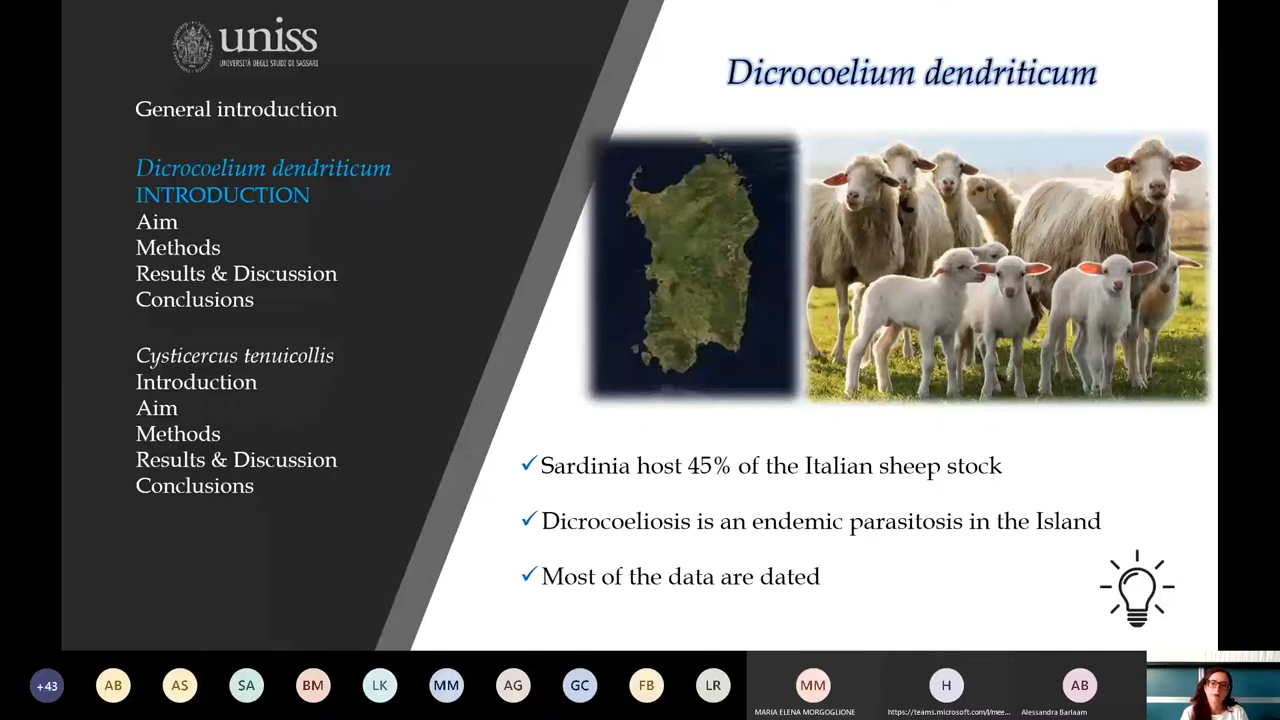 uniss
UNIVERSITÀ DEGLI STUDI DI SASSARI
General introduction
Dicrocoelium dendriticum
INTRODUCTION
Aim
Methods
Results & Discussion
Conclusions
Cysticercus tenuicollis
Introduction
Aim
Methods
Results & Discussion
Conclusions
Dicrocoelium dendriticum
✓Sardinia host 45% of the Italian sheep stock
✓Dicrocoeliosis is an endemic parasitosis in the Island
✓Most of the data are dated
+43 AB AS SA BM LK MM AG GC FB LR MM H AB
MARIA ELENA MORGOGLIONE https://teams.microsoft.com/l/mee... Alessandra Barlaam